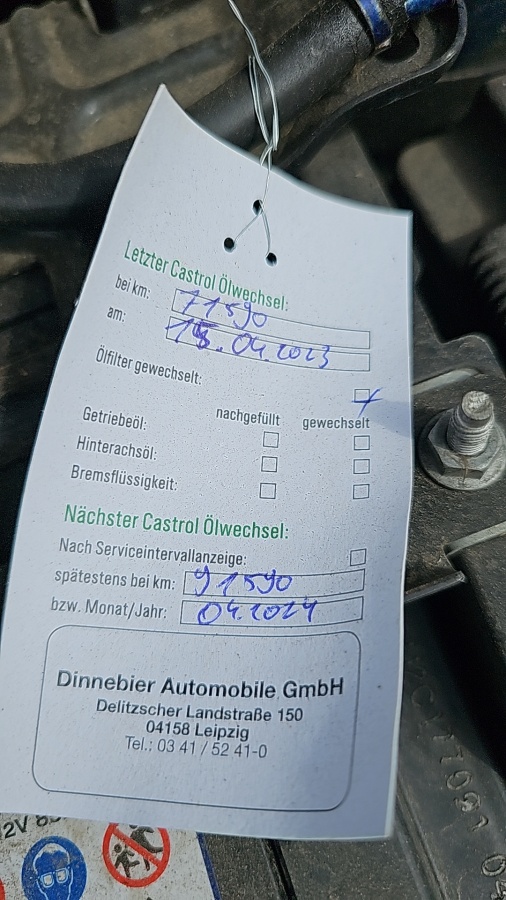 Letzter Castrol Ölwechsel:
bei km: 71590
am: 15.04.2023
Ölfilter gewechselt:
nachgefüllt gewechselt
Getriebeöl:
Hinterachsöl:
Bremsflüssigkeit:
Nächster Castrol Ölwechsel:
Nach Serviceintervallanzeige:
spätestens bei km: 91590
bzw. Monat/Jahr: 04.2024
Dinnebier Automobile GmbH
Delitzscher Landstraße 150
04158 Leipzig
Tel.: 03 41 / 52 41-0